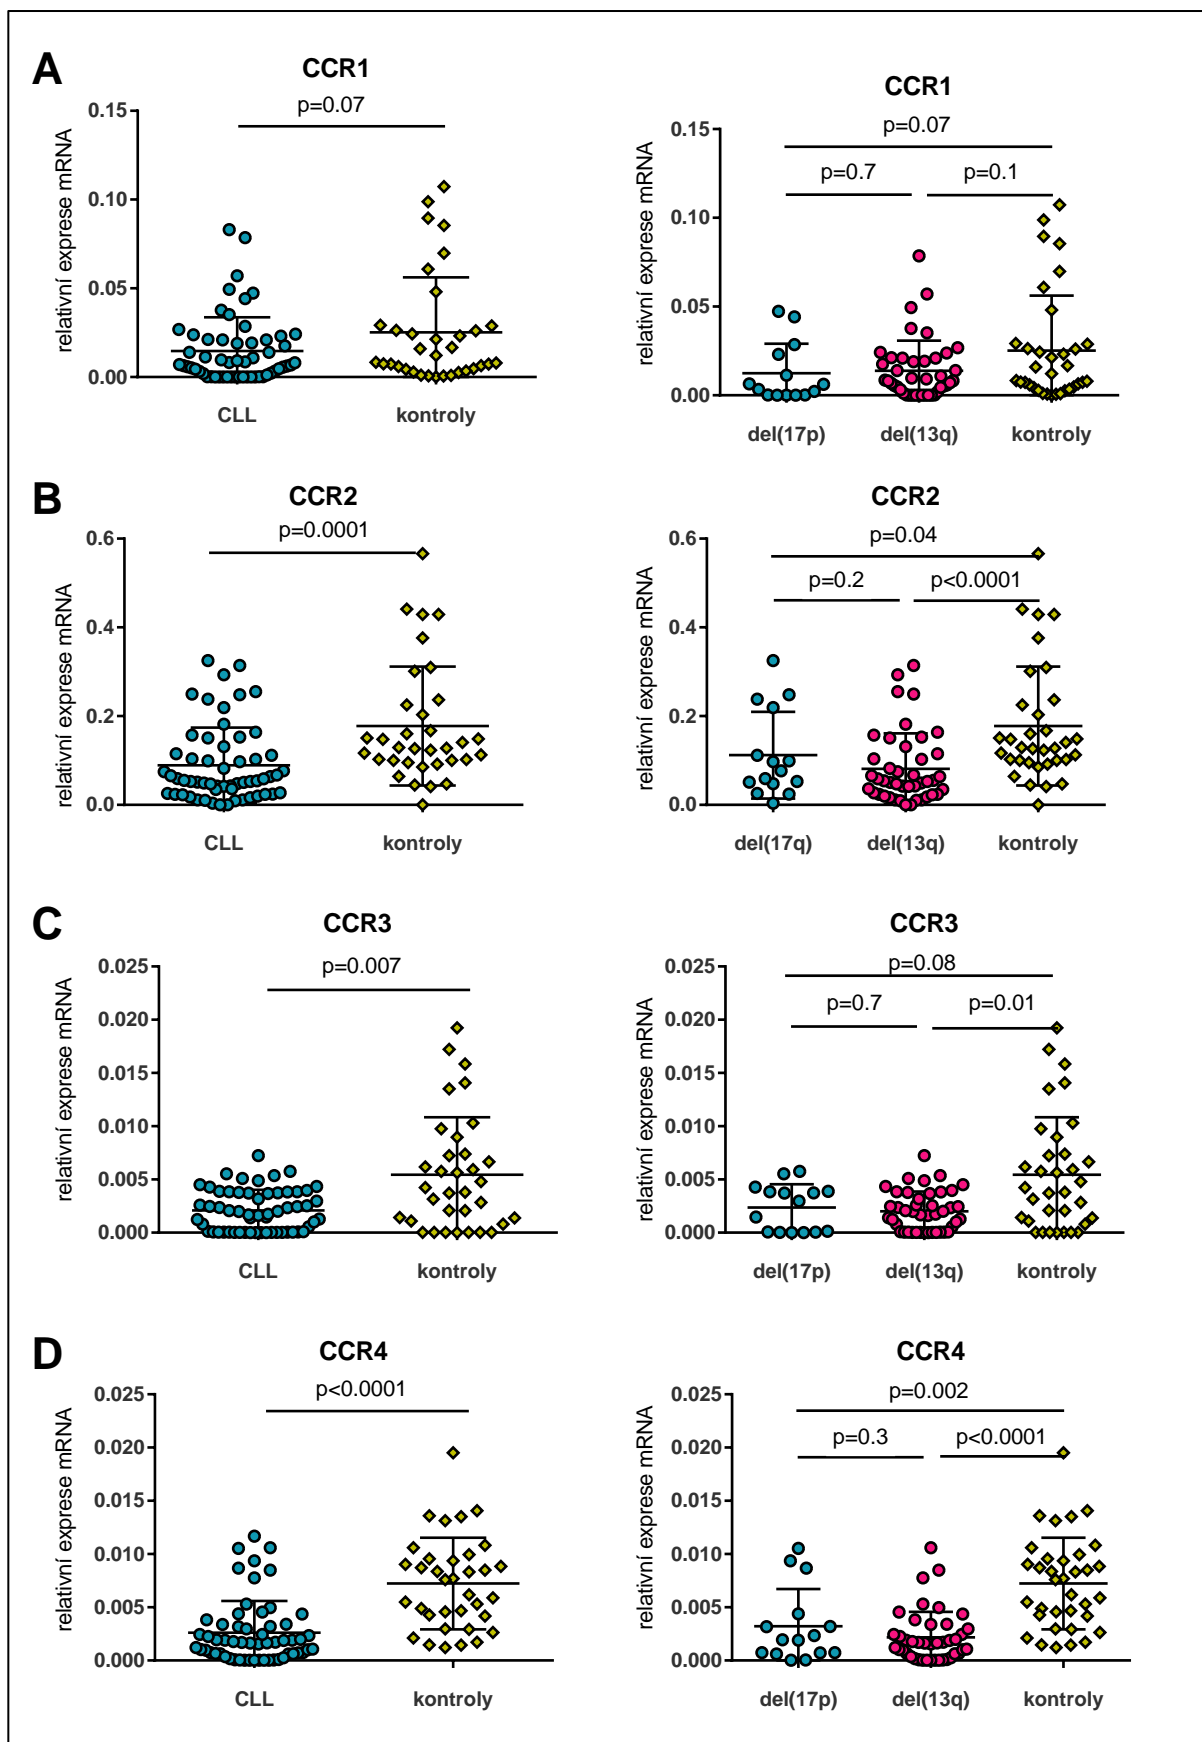 A
CCR1
p=0.07
relativní exprese mRNA
0.15
0.10
0.05
0.00
CLL
kontroly
CCR1
p=0.07
p=0.7
p=0.1
relativní exprese mRNA
0.15
0.10
0.05
0.00
del(17p)
del(13q)
kontroly
B
CCR2
p=0.0001
relativní exprese mRNA
0.6
0.4
0.2
0.0
CLL
kontroly
CCR2
p=0.04
p=0.2
p<0.0001
relativní exprese mRNA
0.6
0.4
0.2
0.0
del(17q)
del(13q)
kontroly
C
CCR3
p=0.007
relativní exprese mRNA
0.025
0.020
0.015
0.010
0.005
0.000
CLL
kontroly
CCR3
p=0.08
p=0.7
p=0.01
relativní exprese mRNA
0.025
0.020
0.015
0.010
0.005
0.000
del(17p)
del(13q)
kontroly
D
CCR4
p<0.0001
relativní exprese mRNA
0.025
0.020
0.015
0.010
0.005
0.000
CLL
kontroly
CCR4
p=0.002
p=0.3
p<0.0001
relativní exprese mRNA
0.025
0.020
0.015
0.010
0.005
0.000
del(17p)
del(13q)
kontroly